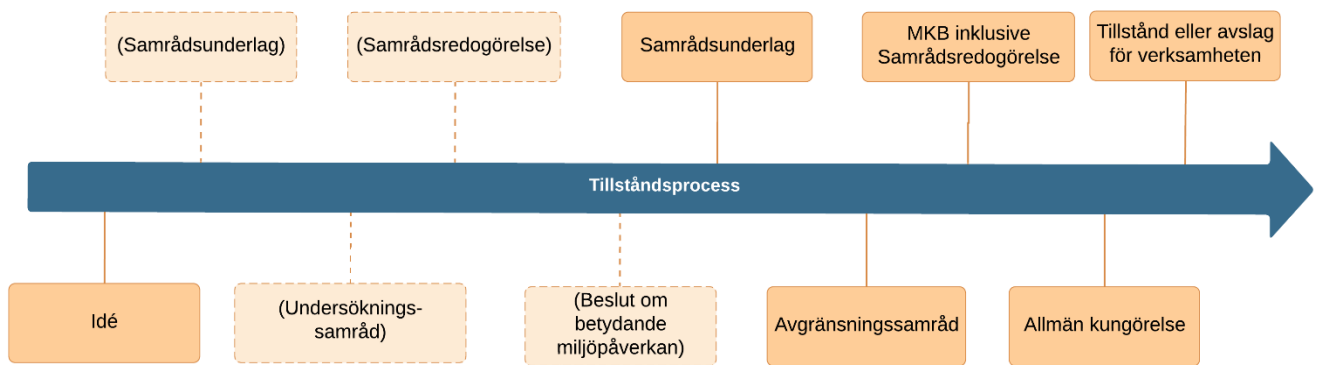 (Samrådsunderlag)
(Samrådsredogörelse)
Samrådsunderlag
MKB inklusive
Samrådsredogörelse
Tillstånd eller avslag
för verksamheten
Tillståndsprocess
Idé
(Undersöknings-
samråd)
(Beslut om
betydande
miljöpåverkan)
Avgränsningssamråd
Allmän kungörelse